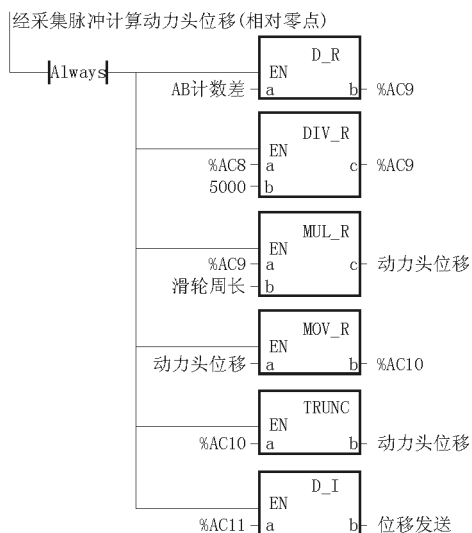 经采集脉冲计算动力头位移(相对零点)
Always
D_R
EN
AB计数差 a b %AC9
DIV_R
EN
%AC8 a c %AC9
5000 b
MUL_R
EN
%AC9 a c 动力头位移
滑轮周长 b
MOV_R
EN
动力头位移 a b %AC10
TRUNC
EN
%AC10 a b 动力头位移
D_I
EN
%AC11 a b 位移发送